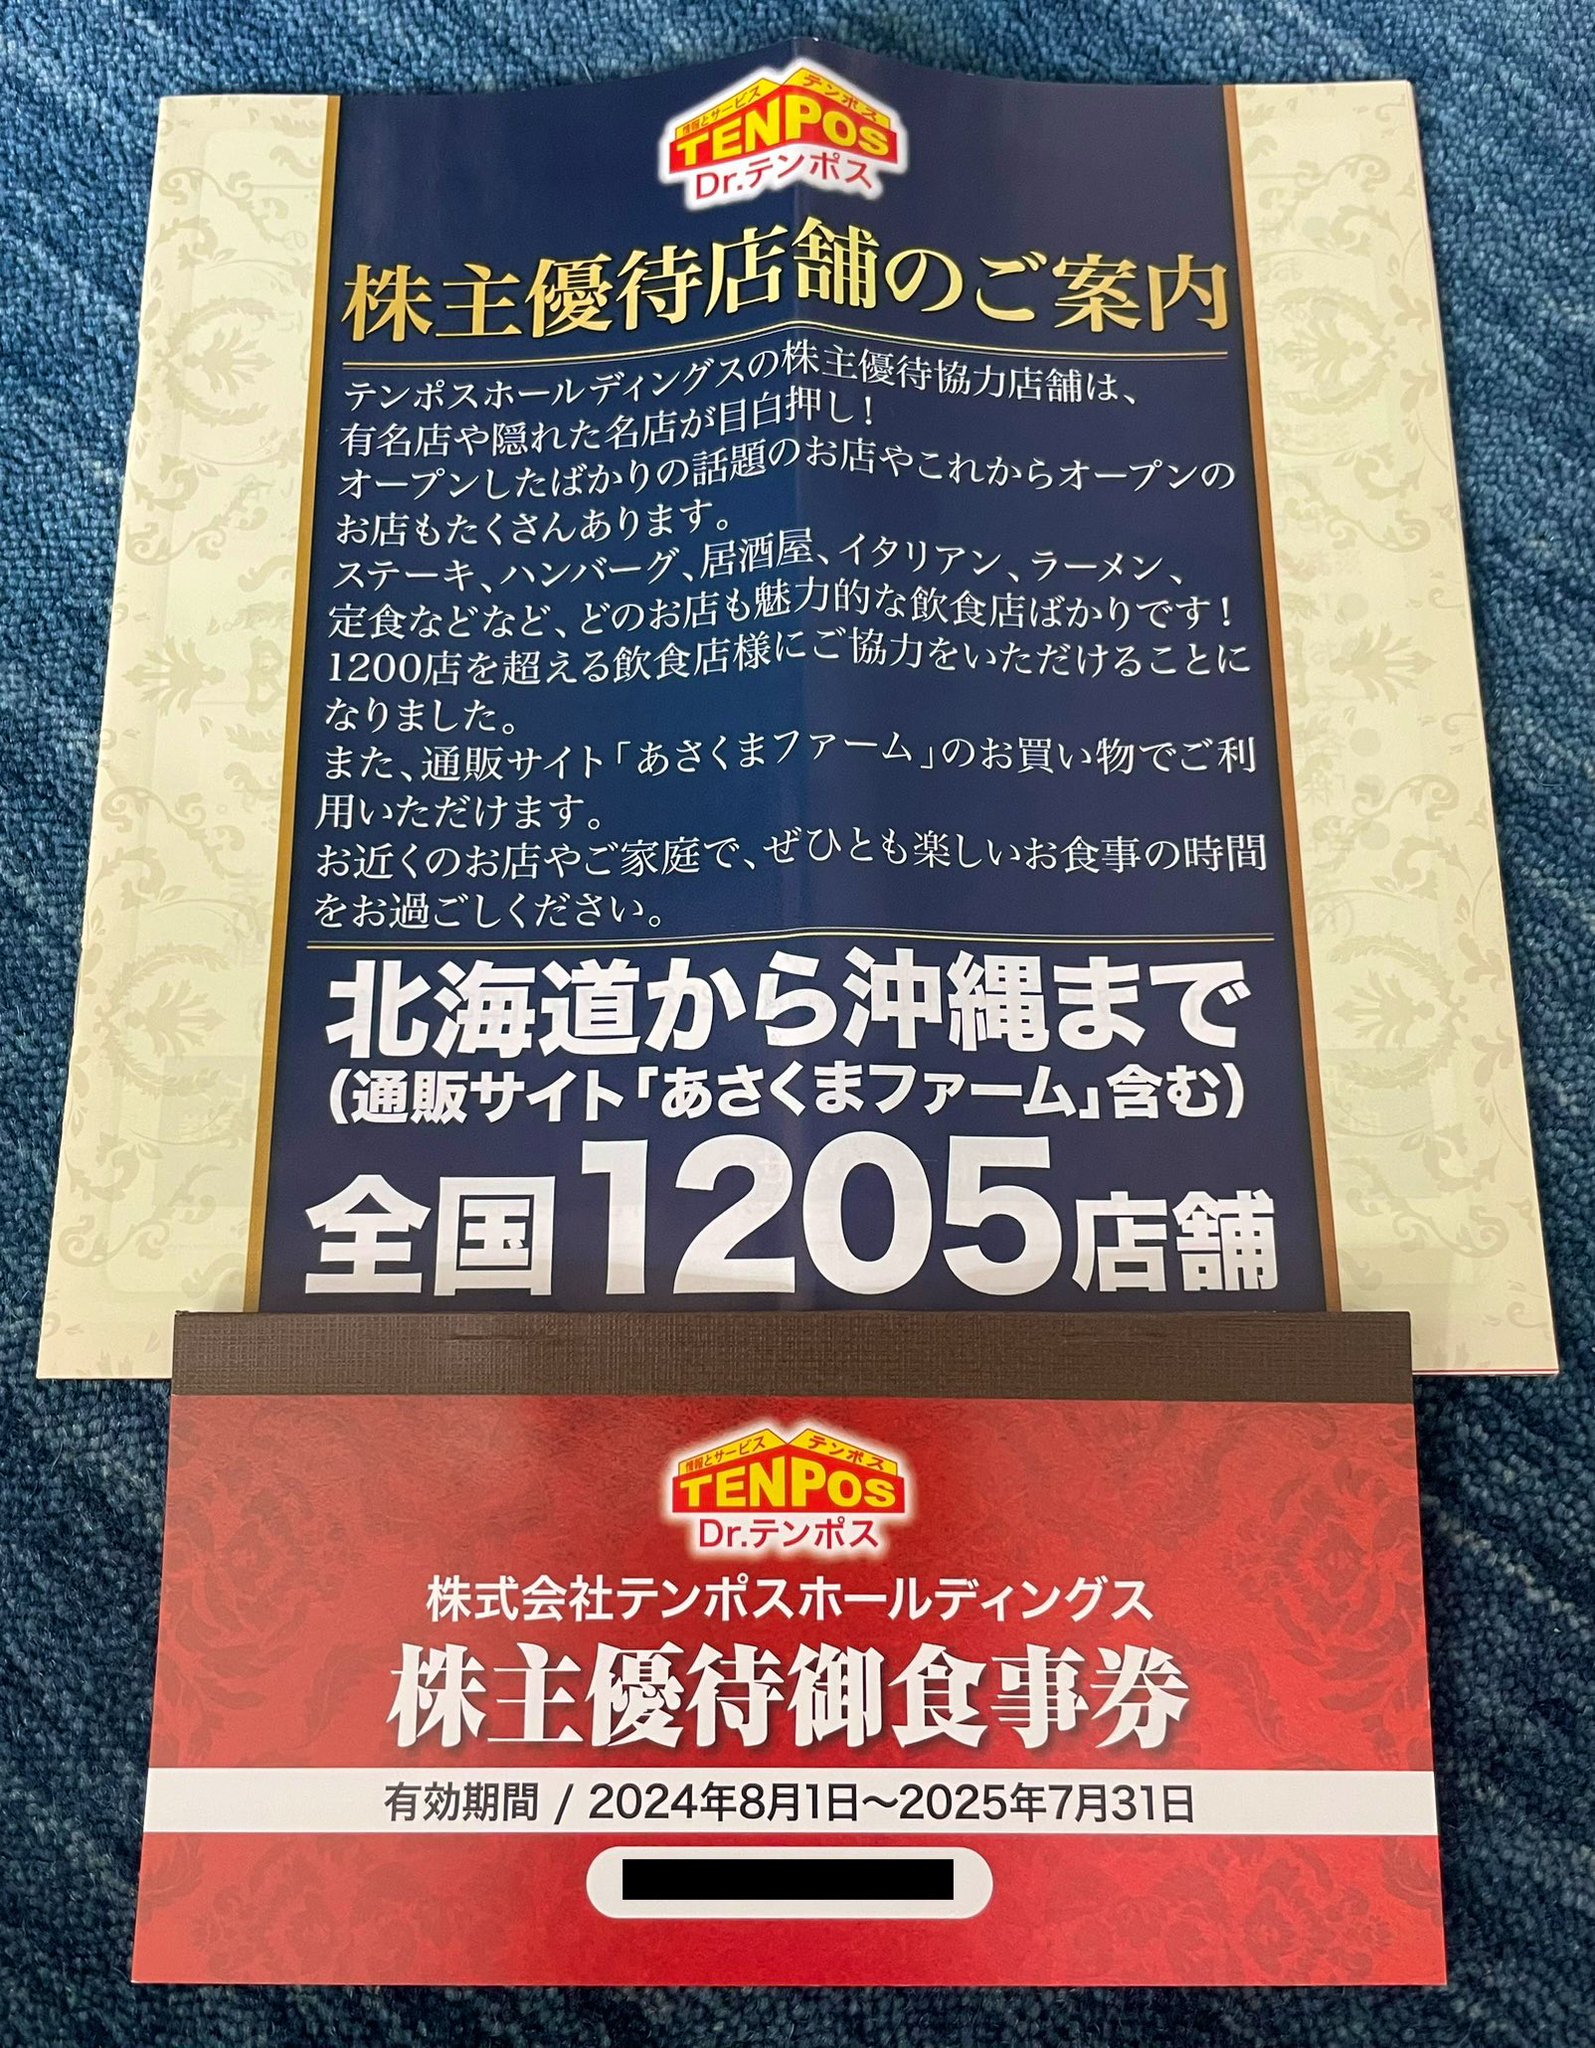 情報とサービス テンポス
TENPOS
Dr.テンポス
株主優待店舗のご案内
テンポスホールディングスの株主優待協力店舗は、
有名店や隠れた名店が目白押し！
オープンしたばかりの話題のお店やこれからオープンの
お店もたくさんあります。
ステーキ、ハンバーグ、居酒屋、イタリアン、ラーメン、
定食などなど、どのお店も魅力的な飲食店ばかりです！
1200店を超える飲食店様にご協力をいただけることに
なりました。
また、通販サイト「あさくまファーム」のお買い物でご利
用いただけます。
お近くのお店やご家庭で、ぜひとも楽しいお食事の時間
をお過ごしください。
北海道から沖縄まで
（通販サイト「あさくまファーム」含む）
全国1205店舗
情報とサービス テンポス
TENPOS
Dr.テンポス
株式会社テンポスホールディングス
株主優待御食事券
有効期間 / 2024年8月1日～2025年7月31日